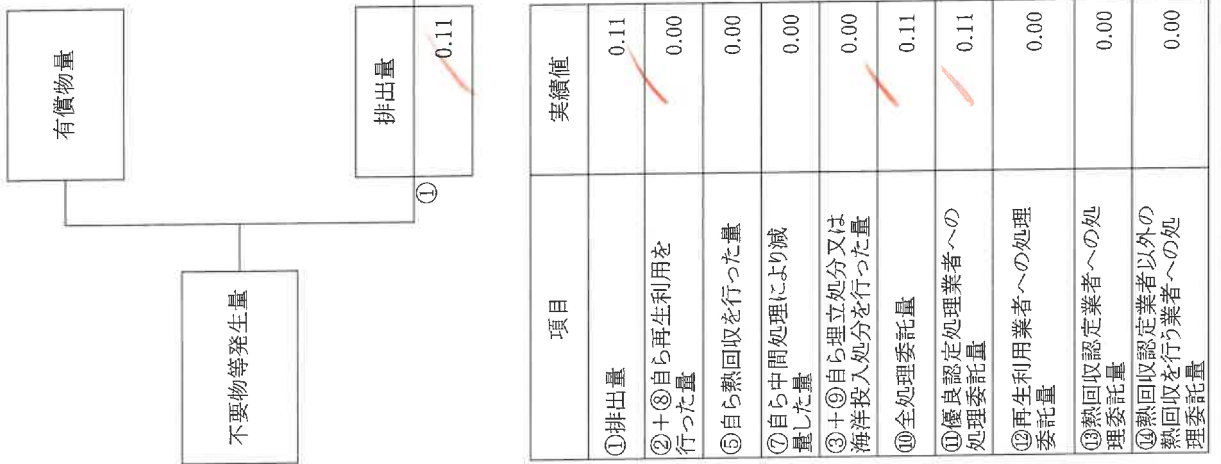 有償物量
不要物等発生量
排出量
①
0.11
項目
実績値
①排出量
0.11
②+⑧自ら再生利用を
行った量
0.00
⑤自ら熱回収を行った量
0.00
⑦自ら中間処理により減
量した量
0.00
③+⑨自ら埋立処分又は
海洋投入処分を行った量
0.00
⑩全処理委託量
0.11
⑪優良認定処理業者への
処理委託量
0.11
⑫再生利用業者への処理
委託量
0.00
⑬熱回収認定業者への処
理委託量
0.00
⑭熱回収認定業者以外の
熱回収を行う業者への処
理委託量
0.00